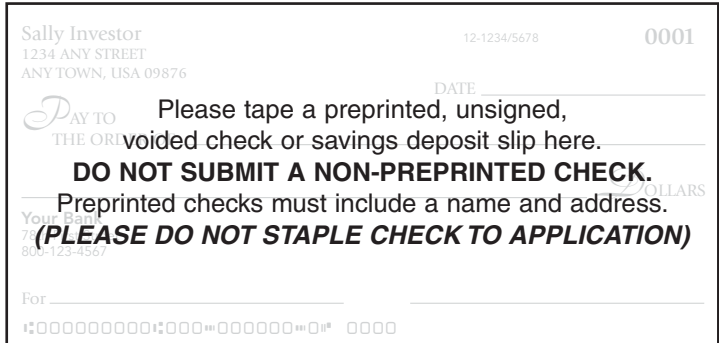 Sally Investor 12-1234/5678 0001
1234 ANY STREET
ANY TOWN, USA 09876
DATE
Please tape a preprinted, unsigned,
PAY TO
THE ORDER
voided check or savings deposit slip here.
DO NOT SUBMIT A NON-PREPRINTED CHECK.
DOLLARS
Preprinted checks must include a name and address.
Your Bank
(PLEASE DO NOT STAPLE CHECK TO APPLICATION)
800-123-4567
For
⑆000000000⑆000⑈000000⑈0⑈ 0000